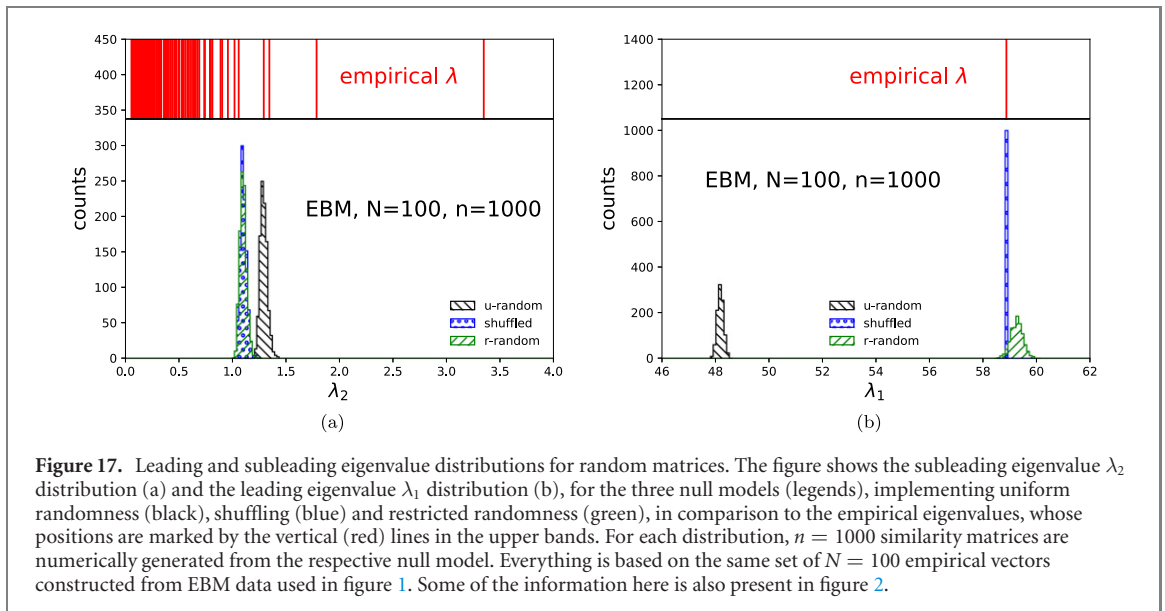 450
400
350
300
250
200
150
100
50
0
counts
empirical λ
EBM, N=100, n=1000
u-random
shuffled
r-random
0.0 0.5 1.0 1.5 2.0 2.5 3.0 3.5 4.0
λ2
(a)
1400
1200
1000
800
600
400
200
0
counts
empirical λ
EBM, N=100, n=1000
u-random
shuffled
r-random
46 48 50 52 54 56 58 60 62
λ1
(b)
Figure 17. Leading and subleading eigenvalue distributions for random matrices. The figure shows the subleading eigenvalue λ2
distribution (a) and the leading eigenvalue λ1 distribution (b), for the three null models (legends), implementing uniform
randomness (black), shuffling (blue) and restricted randomness (green), in comparison to the empirical eigenvalues, whose
positions are marked by the vertical (red) lines in the upper bands. For each distribution, n = 1000 similarity matrices are
numerically generated from the respective null model. Everything is based on the same set of N = 100 empirical vectors
constructed from EBM data used in figure 1. Some of the information here is also present in figure 2.